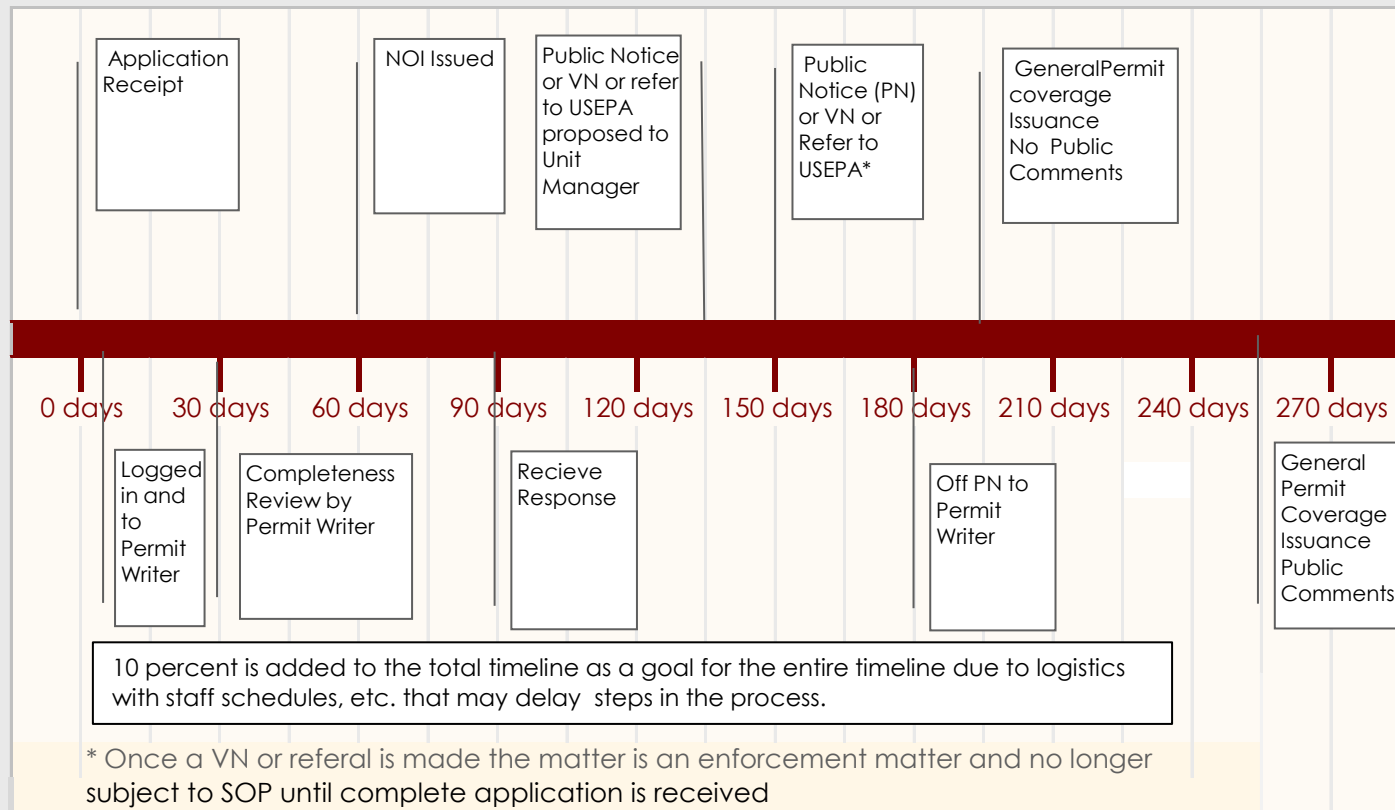 Application
Receipt
NOI Issued
Public Notice
or VN or refer
to USEPA
proposed to
Unit
Manager
Public
Notice (PN)
or VN or
Refer to
USEPA*
GeneralPermit
coverage
Issuance
No Public
Comments
0 days
30 days
60 days
90 days
120 days
150 days
180 days
210 days
240 days
270 days
Logged
in and
to
Permit
Writer
Completeness
Review by
Permit Writer
Recieve
Response
Off PN to
Permit
Writer
General
Permit
Coverage
Issuance
Public
Comments
10 percent is added to the total timeline as a goal for the entire timeline due to logistics
with staff schedules, etc. that may delay steps in the process.
* Once a VN or referal is made the matter is an enforcement matter and no longer
subject to SOP until complete application is received